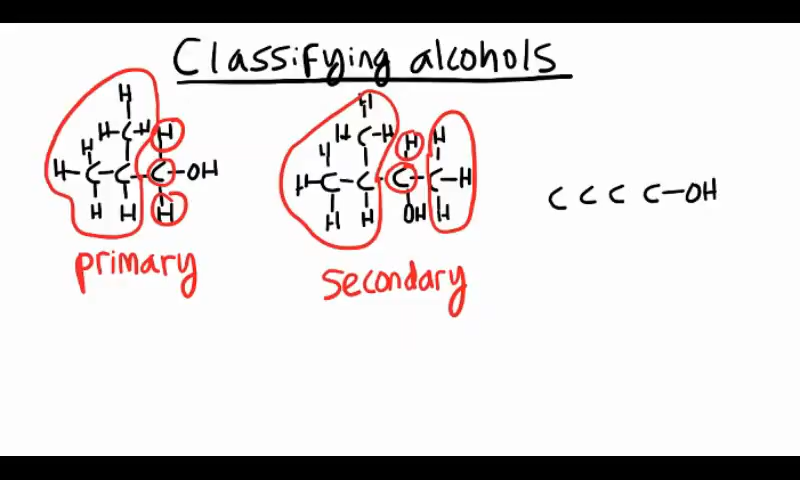 Classifying alcohols
H
H-C-H H
H
H-C-C-C-OH
H H H
primary
H
H-C-H H H
H
H-C-C-C-C-H
H H OH H
secondary
C C C C-OH